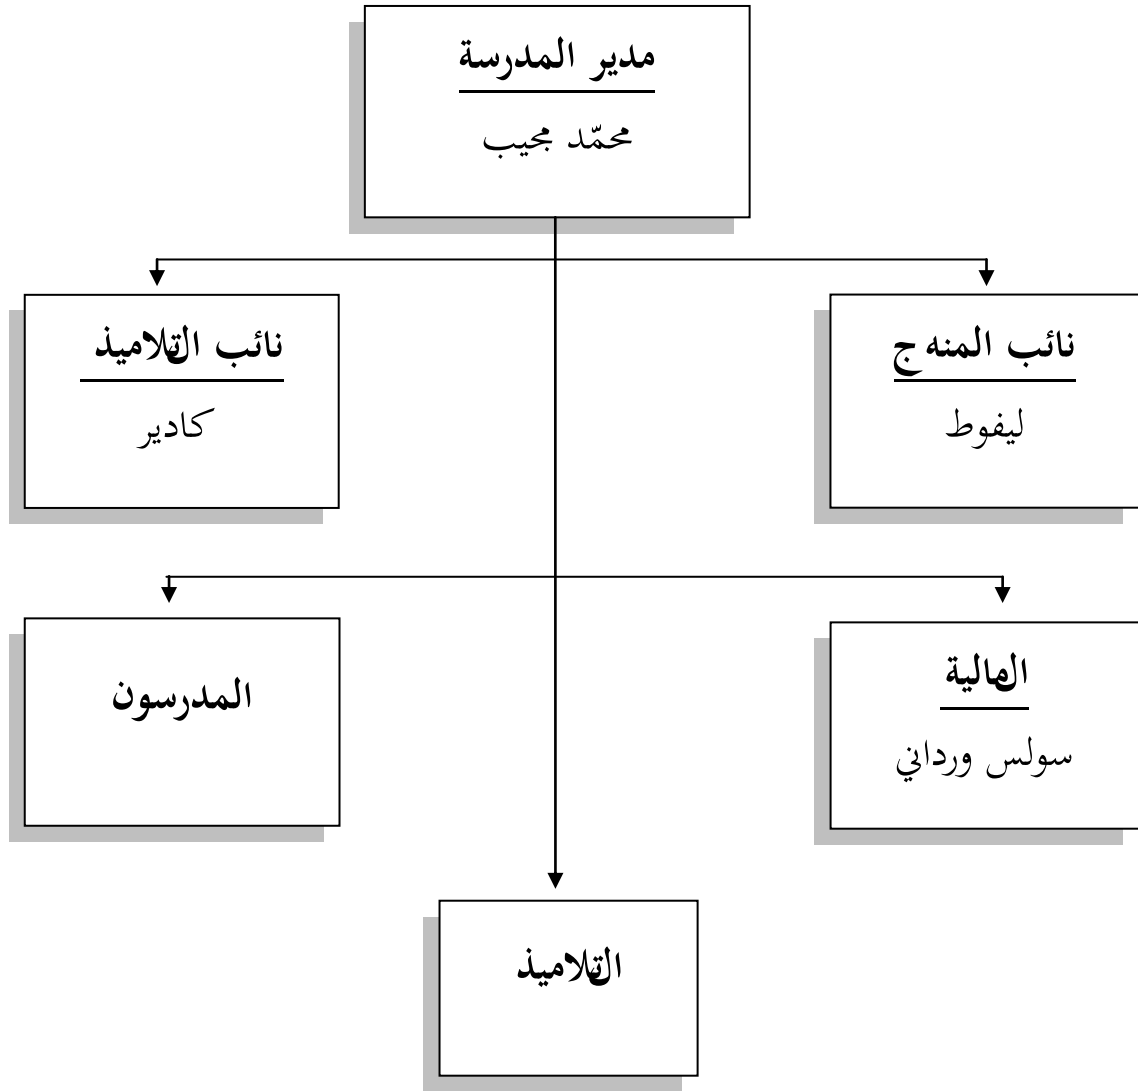 مدير المدرسة
محمّد مجيب
نائب المنهج
ليفوط
نائب التلاميذ
كادير
المالية
سولس ورداني
المدرسون
التلاميذ